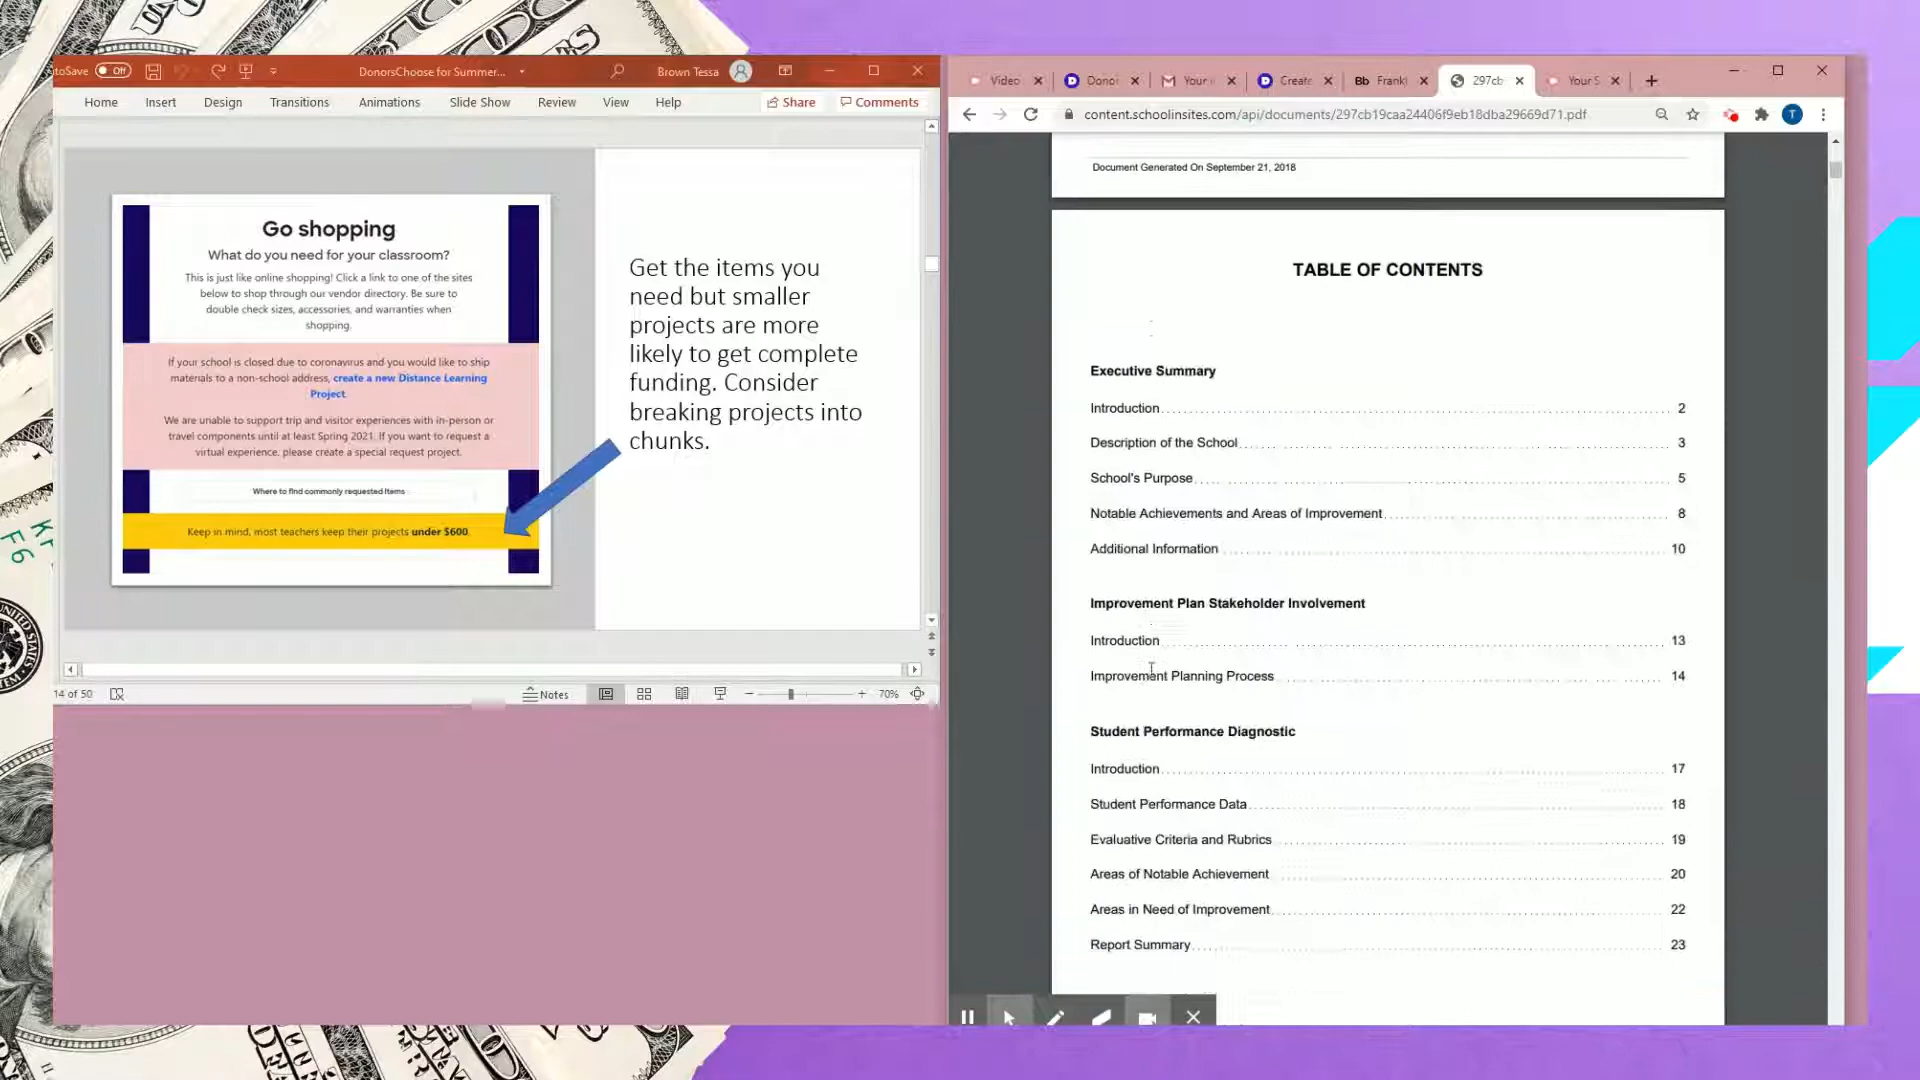 toSave Off
DonorsChoose for Summer...
Brown Tessa
Home Insert Design Transitions Animations Slide Show Review View Help Share Comments
Go shopping
What do you need for your classroom?
This is just like online shopping! Click a link to one of the sites
below to shop through our vendor directory. Be sure to
double check sizes, accessories, and warranties when
shopping.
If your school is closed due to coronavirus and you would like to ship
materials to a non-school address, create a new Distance Learning
Project.
We are unable to support trip and visitor experiences with in-person or
travel components until at least Spring 2021. If you want to request a
virtual experience, please create a special request project.
Where to find commonly requested items
Keep in mind, most teachers keep their projects under $600.
Get the items you
need but smaller
projects are more
likely to get complete
funding. Consider
breaking projects into
chunks.
14 of 50
Notes
70%
Video
Donor
Your
Create
Bb Frankl
297cb
Your S
content.schoolinsites.com/api/documents/297cb19caa24406f9eb18dba29669d71.pdf
T
Document Generated On September 21, 2018
TABLE OF CONTENTS
Executive Summary
Introduction 2
Description of the School 3
School's Purpose 5
Notable Achievements and Areas of Improvement 8
Additional Information 10
Improvement Plan Stakeholder Involvement
Introduction 13
Improvement Planning Process 14
Student Performance Diagnostic
Introduction 17
Student Performance Data 18
Evaluative Criteria and Rubrics 19
Areas of Notable Achievement 20
Areas in Need of Improvement 22
Report Summary 23
F6